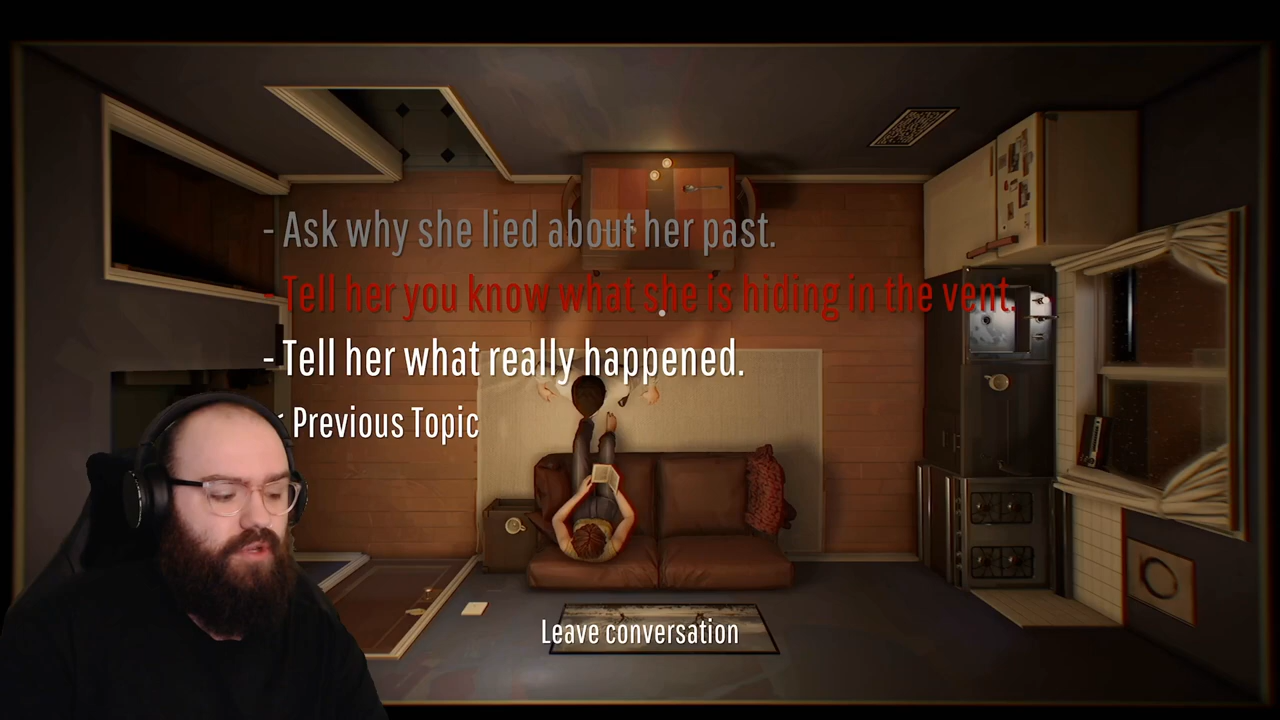 - Ask why she lied about her past.
- Tell her you know what she is hiding in the vent.
- Tell her what really happened.
< Previous Topic
Leave conversation